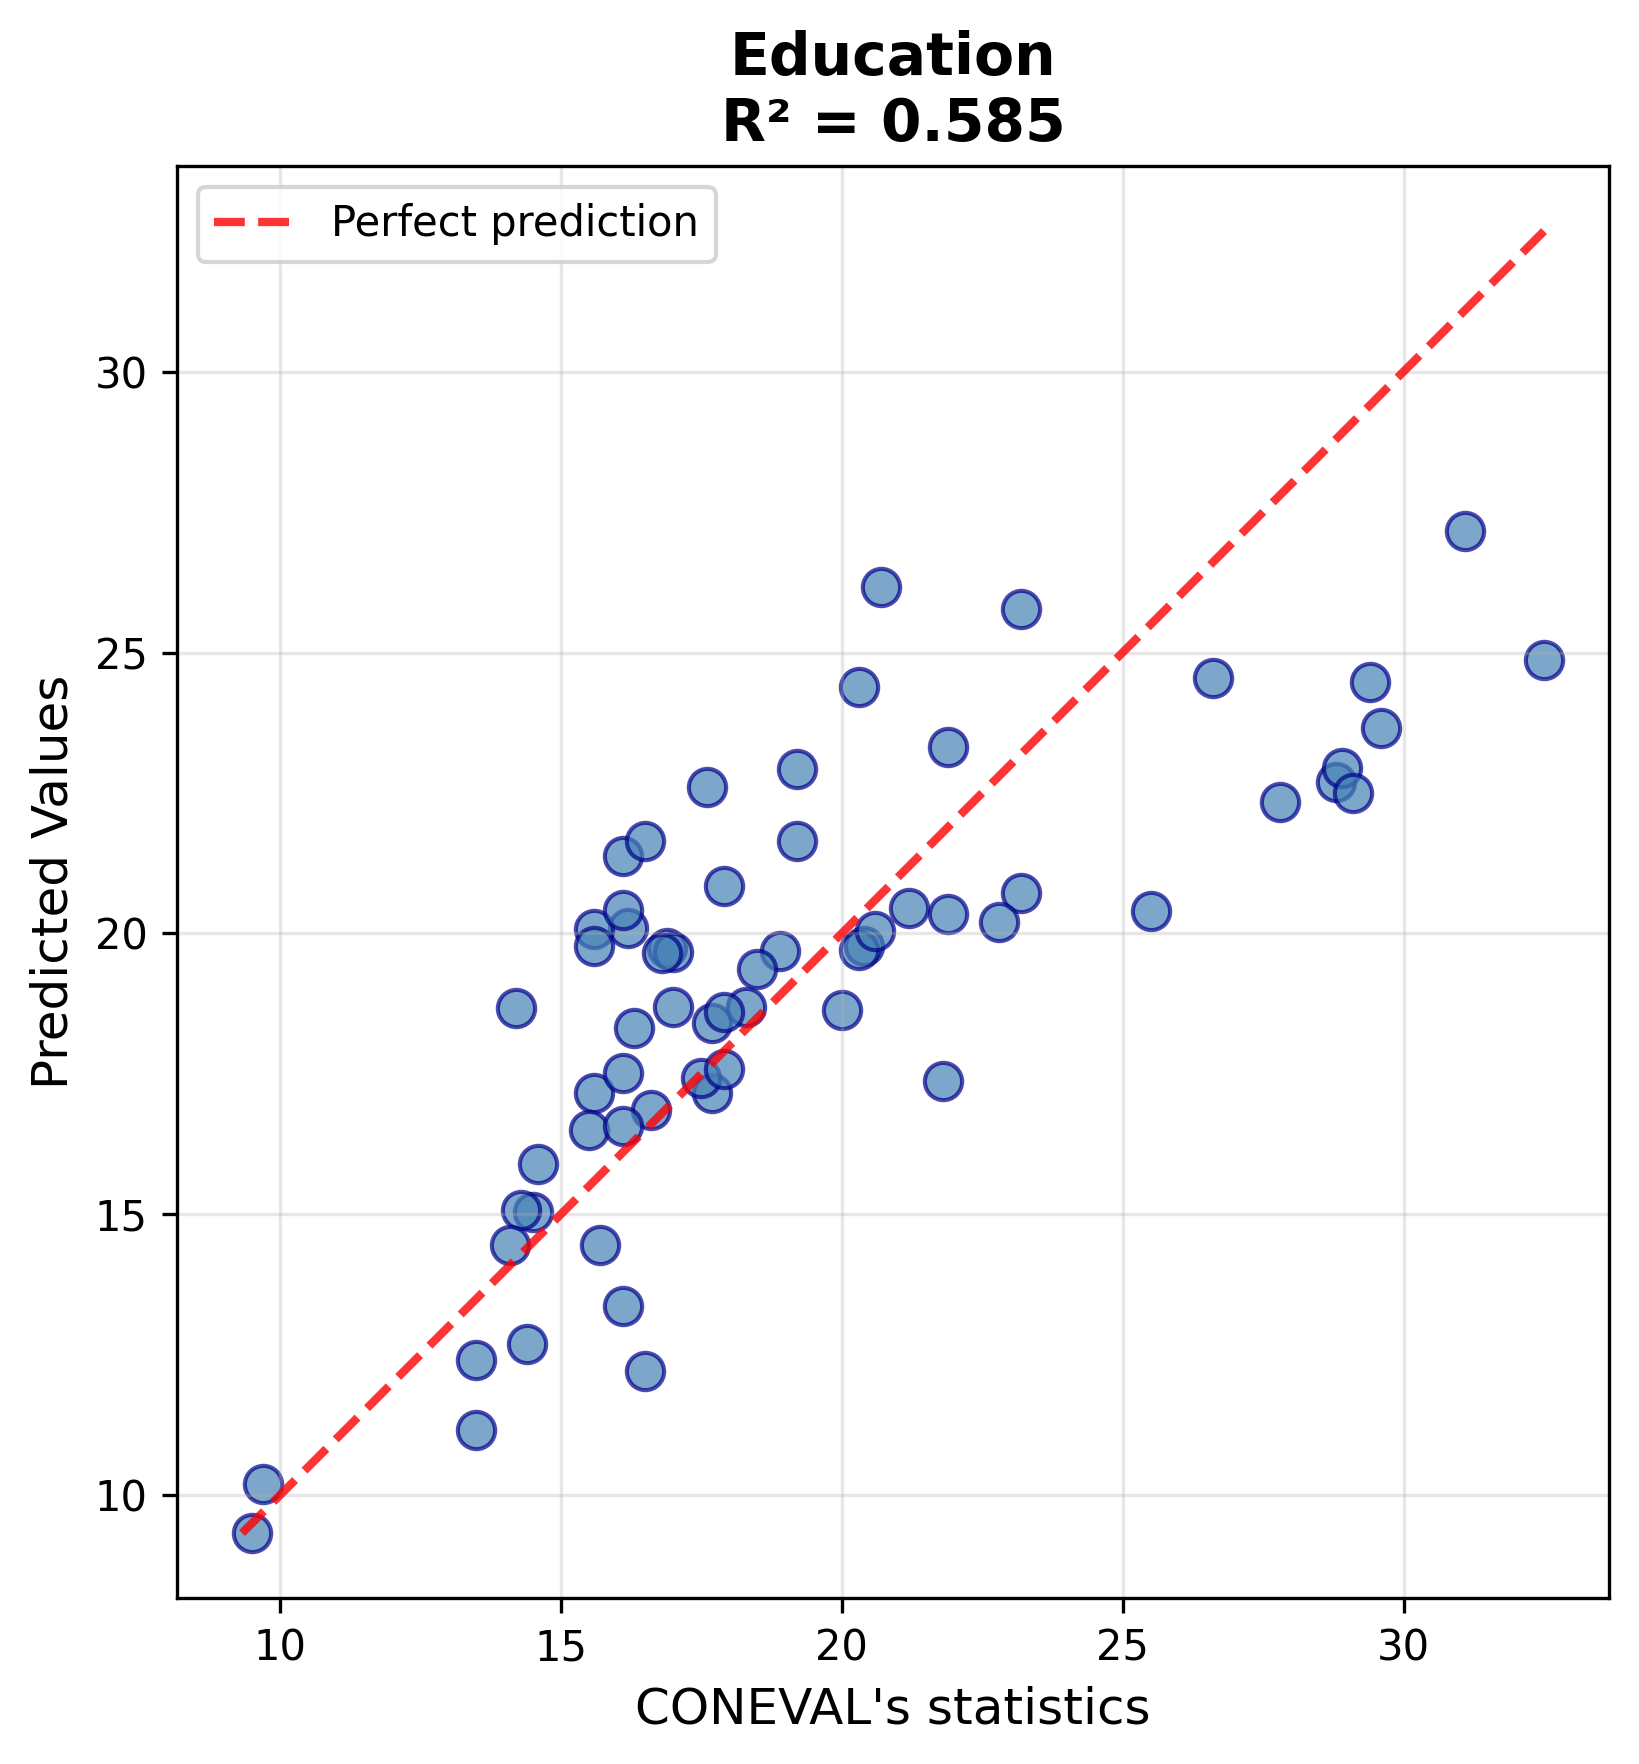 Education
R² = 0.585
Perfect prediction
30
25
20
15
10
Predicted Values
10
15
20
25
30
CONEVAL's statistics